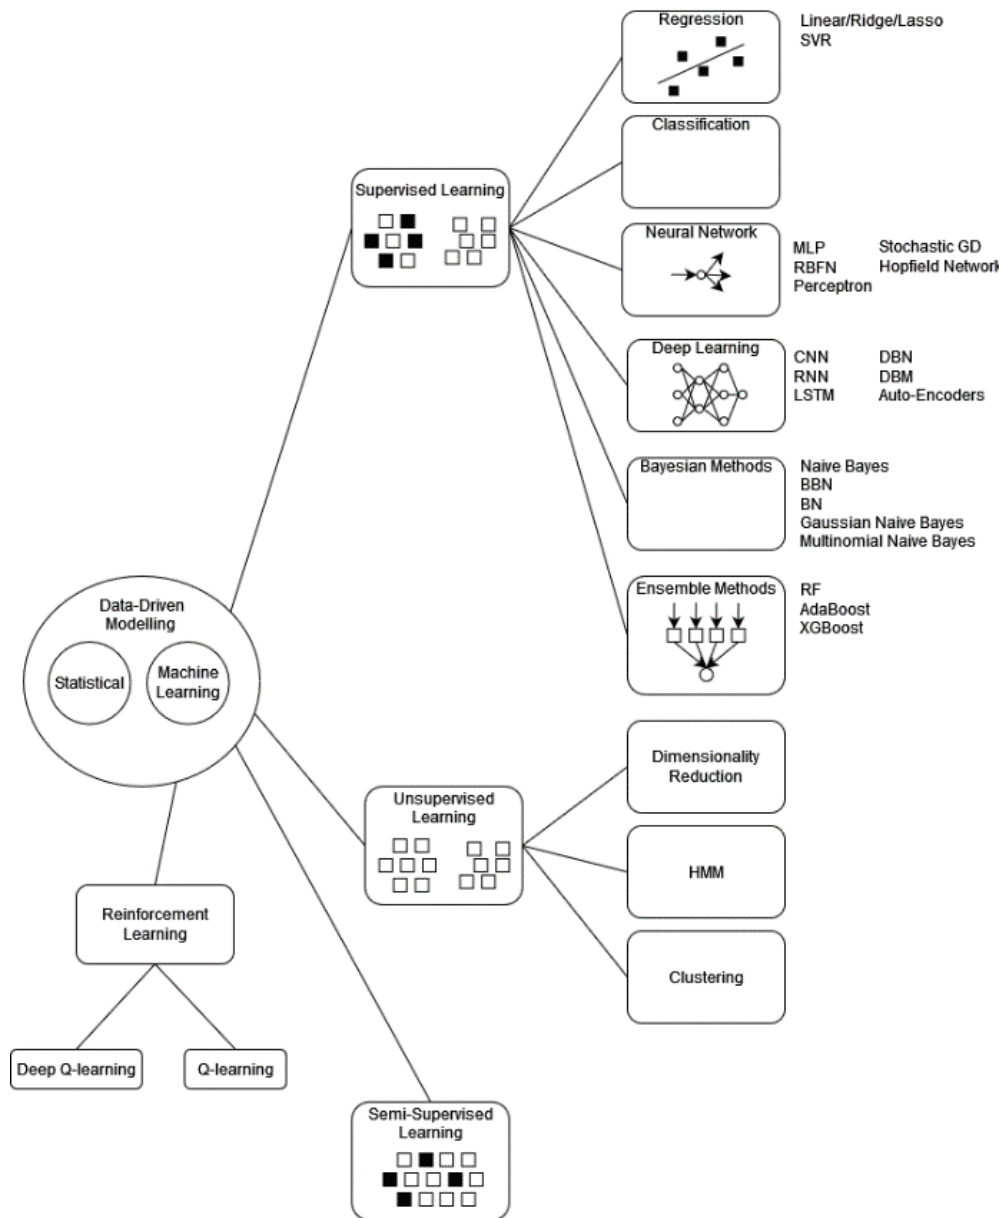 Regression
Linear/Ridge/Lasso
SVR
Classification
Supervised Learning
Neural Network
MLP
RBFN
Perceptron
Stochastic GD
Hopfield Network
Deep Learning
CNN
RNN
LSTM
DBN
DBM
Auto-Encoders
Bayesian Methods
Naive Bayes
BBN
BN
Gaussian Naive Bayes
Multinomial Naive Bayes
Ensemble Methods
RF
AdaBoost
XGBoost
Data-Driven
Modelling
Statistical
Machine
Learning
Unsupervised
Learning
Dimensionality
Reduction
HMM
Clustering
Reinforcement
Learning
Deep Q-learning
Q-learning
Semi-Supervised
Learning